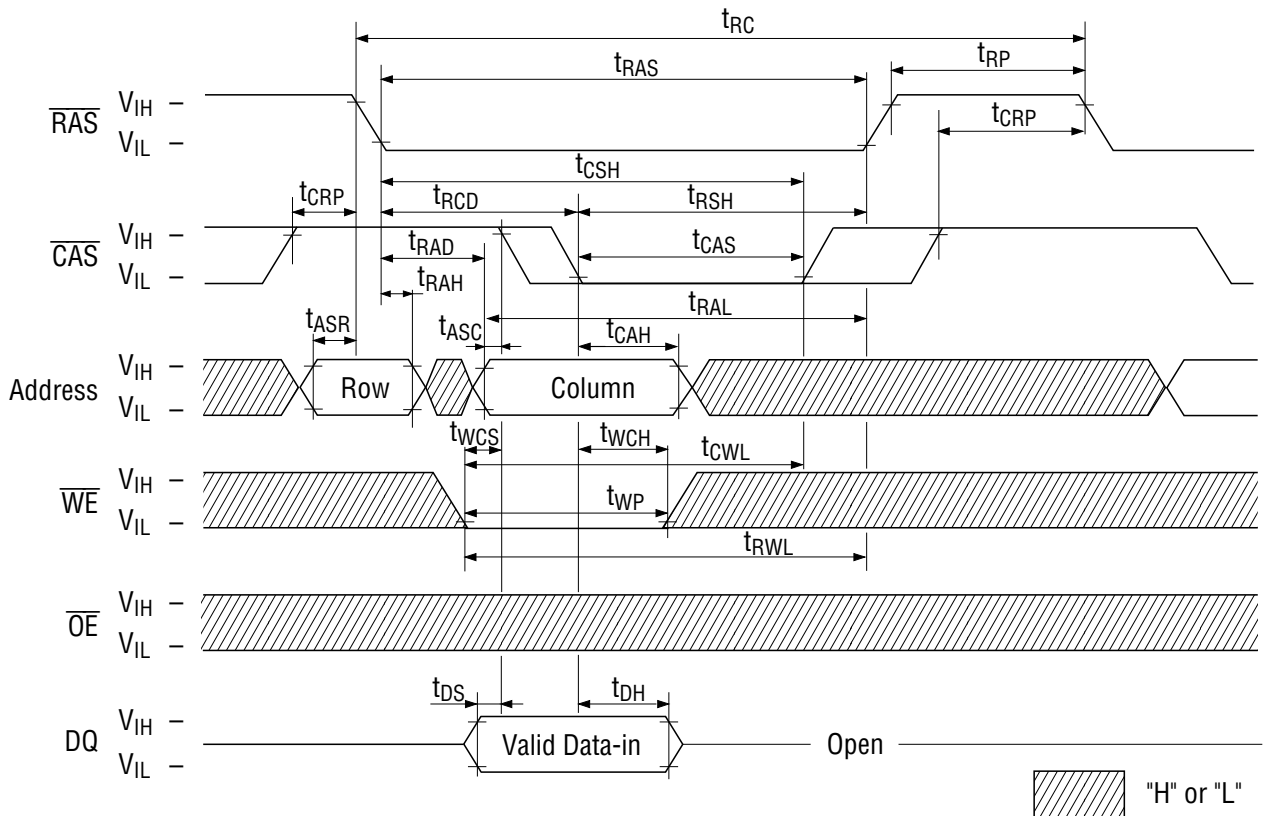 tRC
tRAS
tRP
RAS
VIH
VIL
tCRP
tCSH
tCRP
tRCD
tRSH
CAS
VIH
VIL
tRAD
tCAS
tRAH
tRAL
tASR
tASC
tCAH
Address
VIH
VIL
Row
Column
tWCS
tWCH
tCWL
WE
VIH
VIL
tWP
tRWL
OE
VIH
VIL
tDS
tDH
DQ
VIH
VIL
Valid Data-in
Open
"H" or "L"